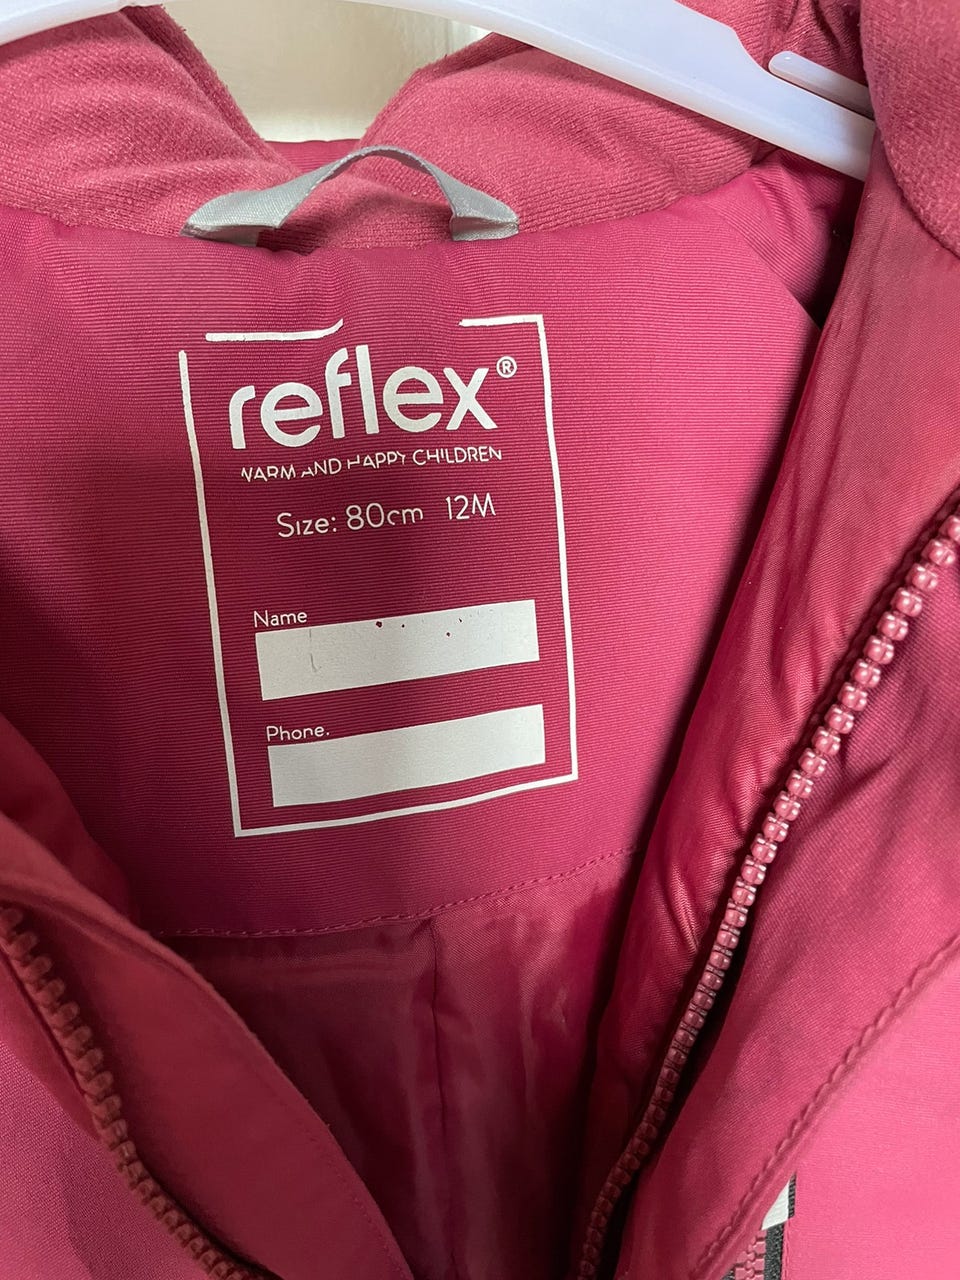 reflex®
WARM AND HAPPY CHILDREN
Size: 80cm 12M
Name
Phone.